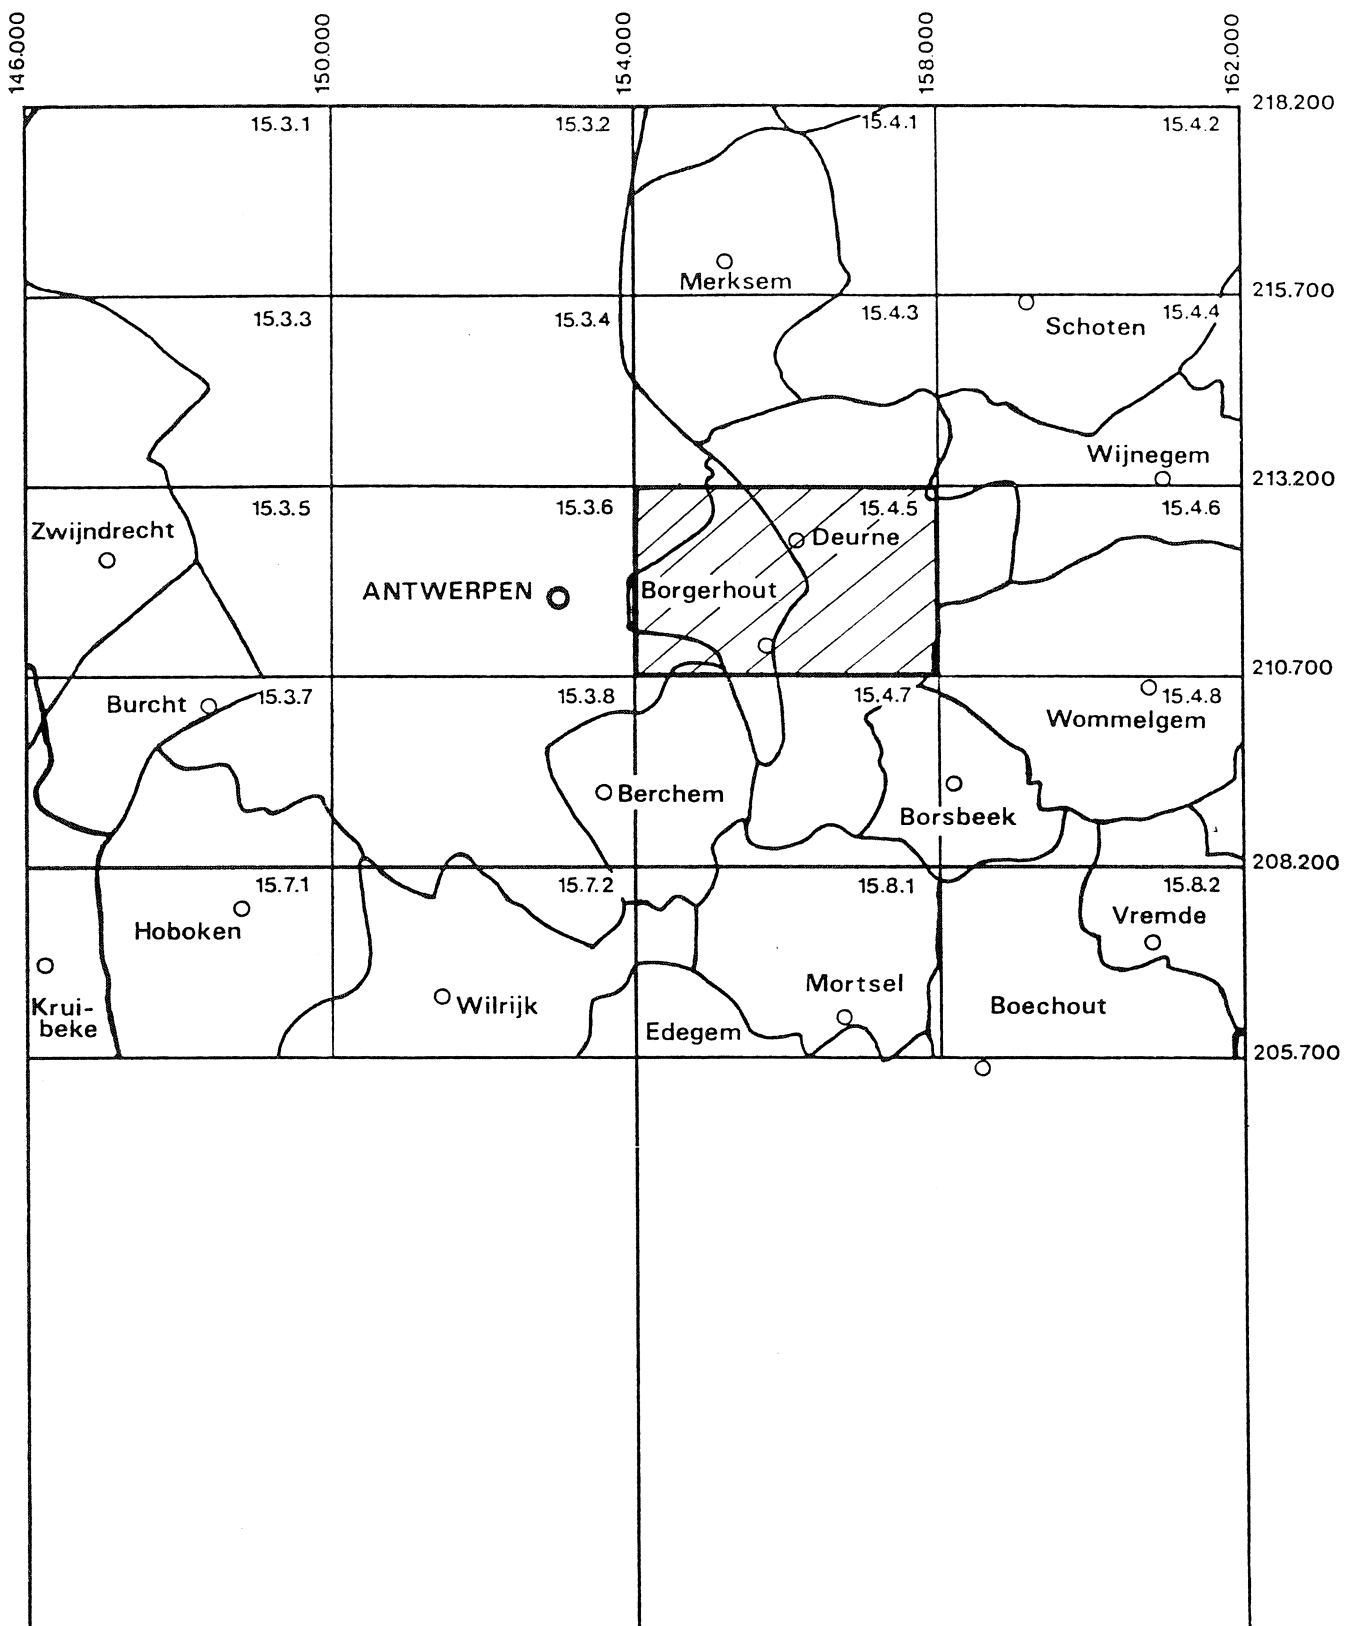 146.000 150.000 154.000 158.000 162.000
218.200
15.3.1 15.3.2 15.4.1 15.4.2
Merksem
215.700
15.3.3 15.3.4 15.4.3 15.4.4
Schoten
Wijnegem
213.200
15.3.5 15.3.6 15.4.5 15.4.6
Zwijndrecht Deurne
ANTWERPEN Borgerhout
210.700
15.3.7 15.3.8 15.4.7 15.4.8
Burcht Wommelgem
Berchem Borsbeek
208.200
15.7.1 15.7.2 15.8.1 15.8.2
Hoboken Vremde
Mortsel
Krui-
beke
Wilrijk Boechout
Edegem
205.700